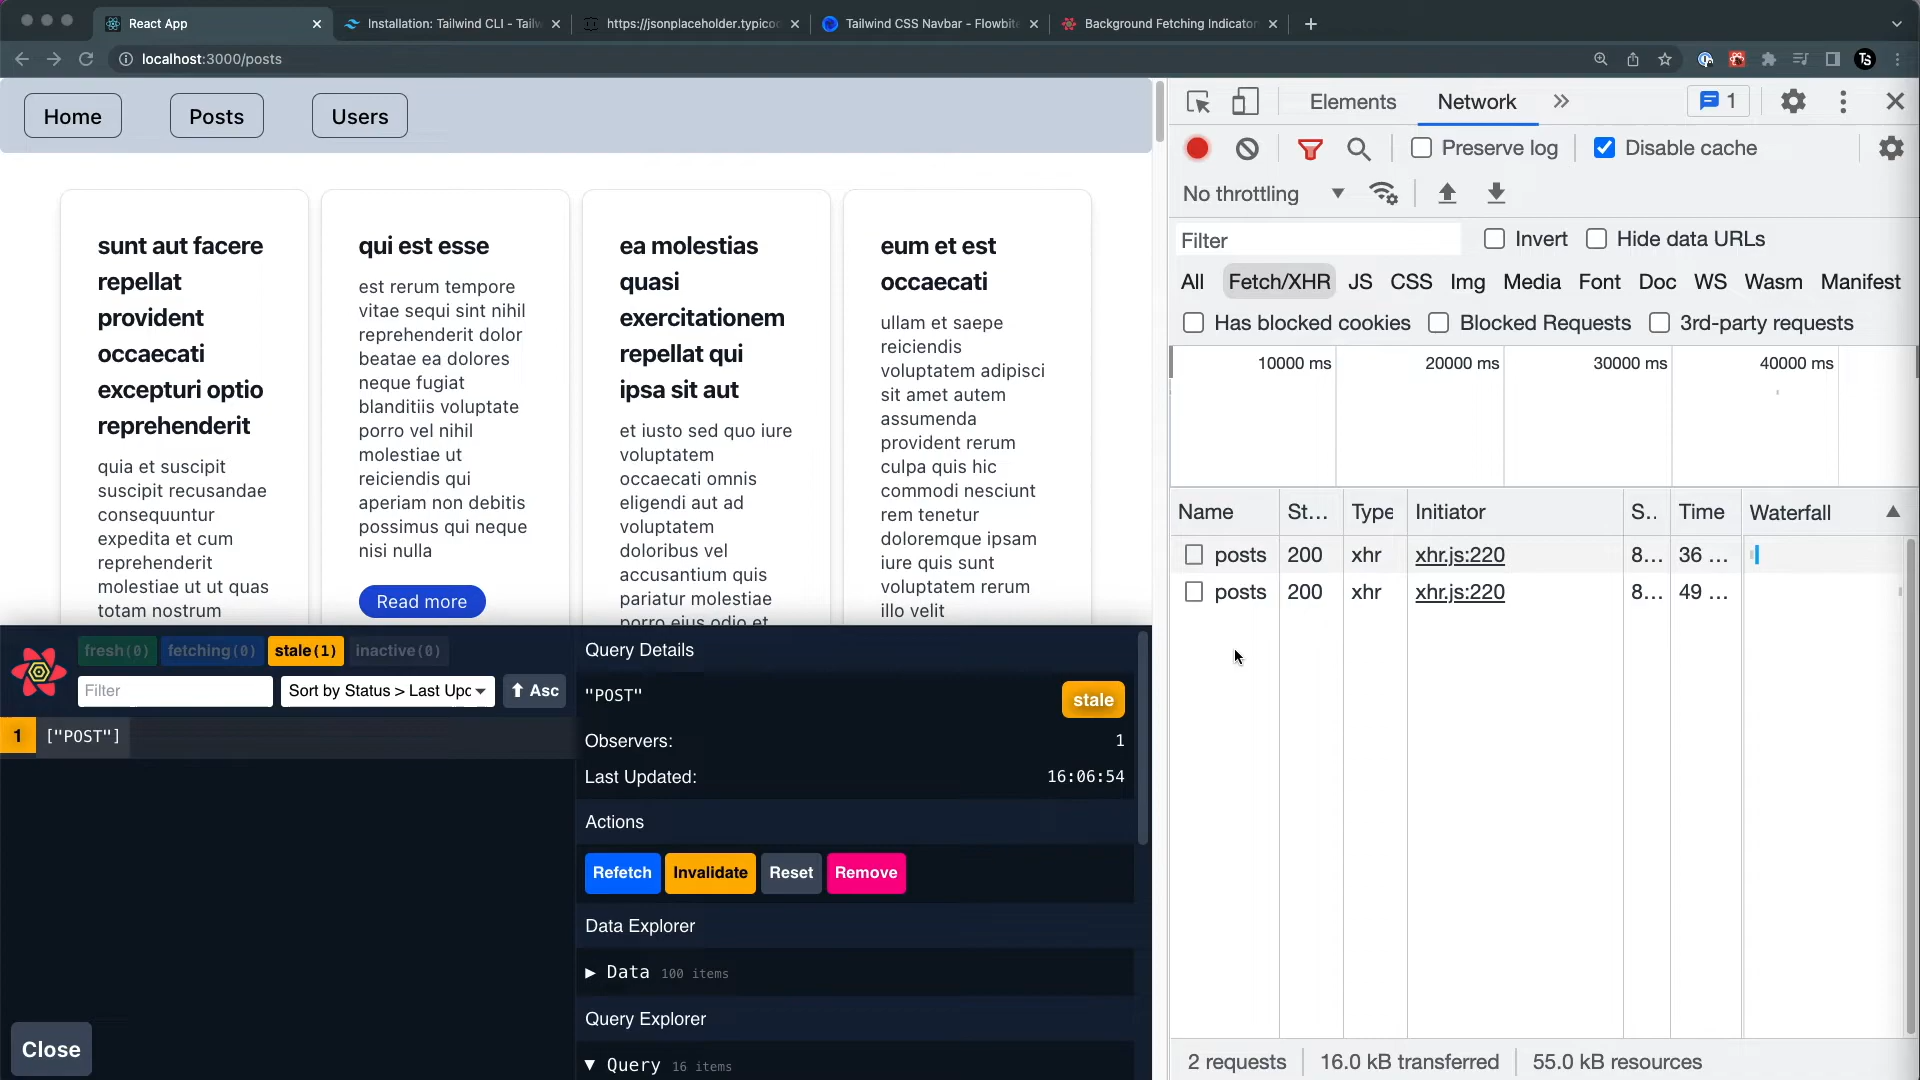 React App
Installation: Tailwind CLI - Tailw
https://jsonplaceholder.typico
Tailwind CSS Navbar - Flowbite
Background Fetching Indicator
localhost:3000/posts
TS
Home
Posts
Users
sunt aut facere
repellat
provident
occaecati
excepturi optio
reprehenderit
quia et suscipit
suscipit recusandae
consequuntur
expedita et cum
reprehenderit
molestiae ut ut quas
totam nostrum
qui est esse
est rerum tempore
vitae sequi sint nihil
reprehenderit dolor
beatae ea dolores
neque fugiat
blanditiis voluptate
porro vel nihil
molestiae ut
reiciendis qui
aperiam non debitis
possimus qui neque
nisi nulla
Read more
ea molestias
quasi
exercitationem
repellat qui
ipsa sit aut
et iusto sed quo iure
voluptatem
occaecati omnis
eligendi aut ad
voluptatem
doloribus vel
accusantium quis
pariatur molestiae
porro eius odio et
eum et est
occaecati
ullam et saepe
reiciendis
voluptatem adipisci
sit amet autem
assumenda
provident rerum
culpa quis hic
commodi nesciunt
rem tenetur
doloremque ipsam
iure quis sunt
voluptatem rerum
illo velit
fresh(0) fetching(0) stale(1) inactive(0)
Filter
Sort by Status > Last Upd
⬆ Asc
1 ["POST"]
Close
Query Details
"POST"
stale
Observers: 1
Last Updated: 16:06:54
Actions
Refetch Invalidate Reset Remove
Data Explorer
▶ Data 100 items
Query Explorer
▼ Query 16 items
Elements Network » 1
Preserve log Disable cache
No throttling
Filter Invert Hide data URLs
All Fetch/XHR JS CSS Img Media Font Doc WS Wasm Manifest
Has blocked cookies Blocked Requests 3rd-party requests
10000 ms 20000 ms 30000 ms 40000 ms
Name St... Type Initiator S.. Time Waterfall
posts 200 xhr xhr.js:220 8... 36 ...
posts 200 xhr xhr.js:220 8... 49 ...
2 requests 16.0 kB transferred 55.0 kB resources